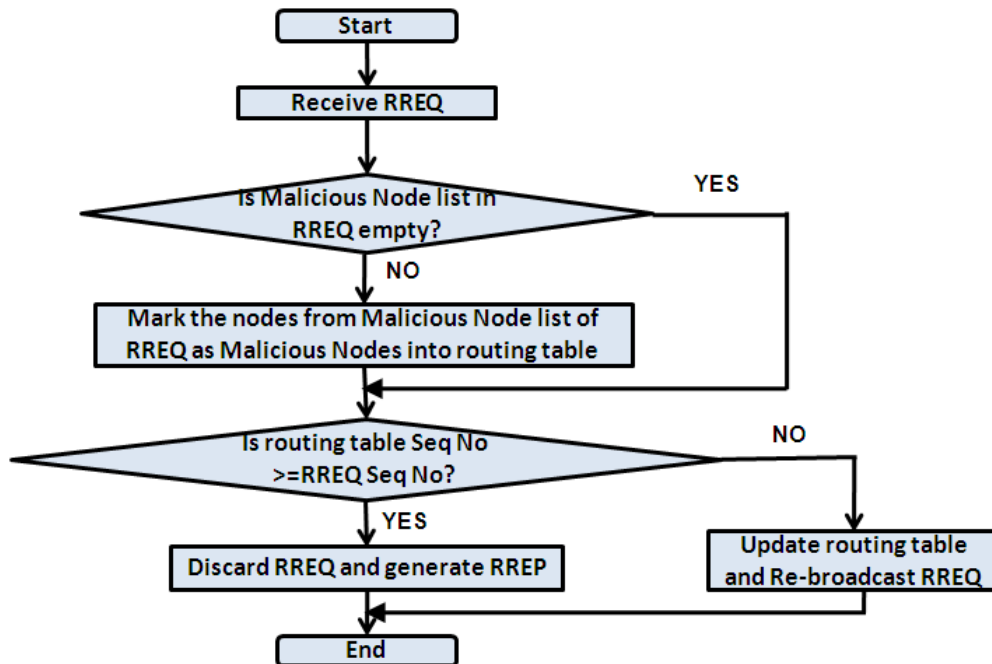 Start
Receive RREQ
Is Malicious Node list in
RREQ empty?
YES
NO
Mark the nodes from Malicious Node list of
RREQ as Malicious Nodes into routing table
Is routing table Seq No
>=RREQ Seq No?
NO
YES
Discard RREQ and generate RREP
Update routing table
and Re-broadcast RREQ
End